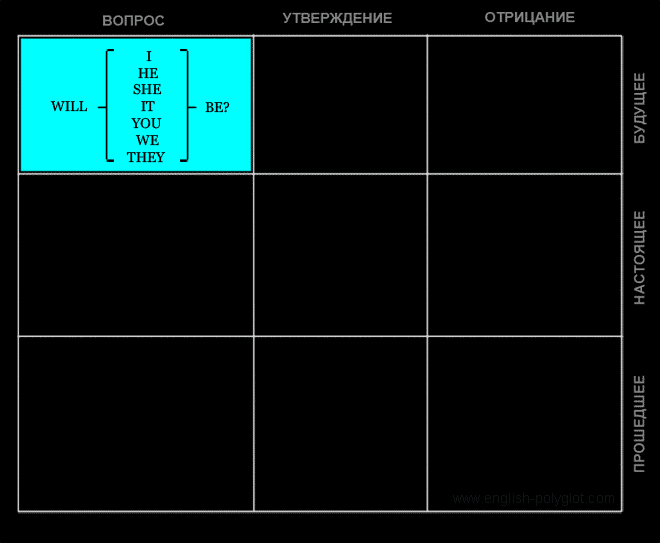 ВОПРОС УТВЕРЖДЕНИЕ ОТРИЦАНИЕ
I
HE
SHE
WILL IT BE?
YOU
WE
THEY
БУДУЩЕЕ
НАСТОЯЩЕЕ
ПРОШЕДШЕЕ
www.english-polyglot.com